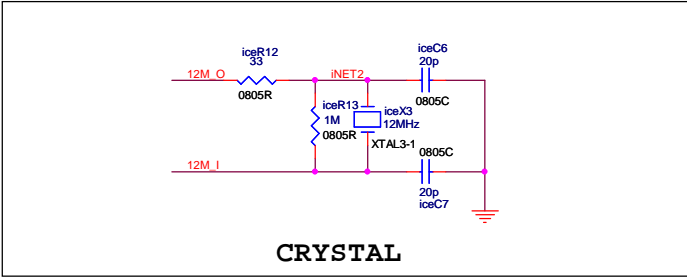 iceR12
33
12M_O
0805R
iNET2
iceC6
20p
0805C
iceR13
1M
0805R
iceX3
12MHz
XTAL3-1
12M_I
0805C
20p
iceC7
CRYSTAL